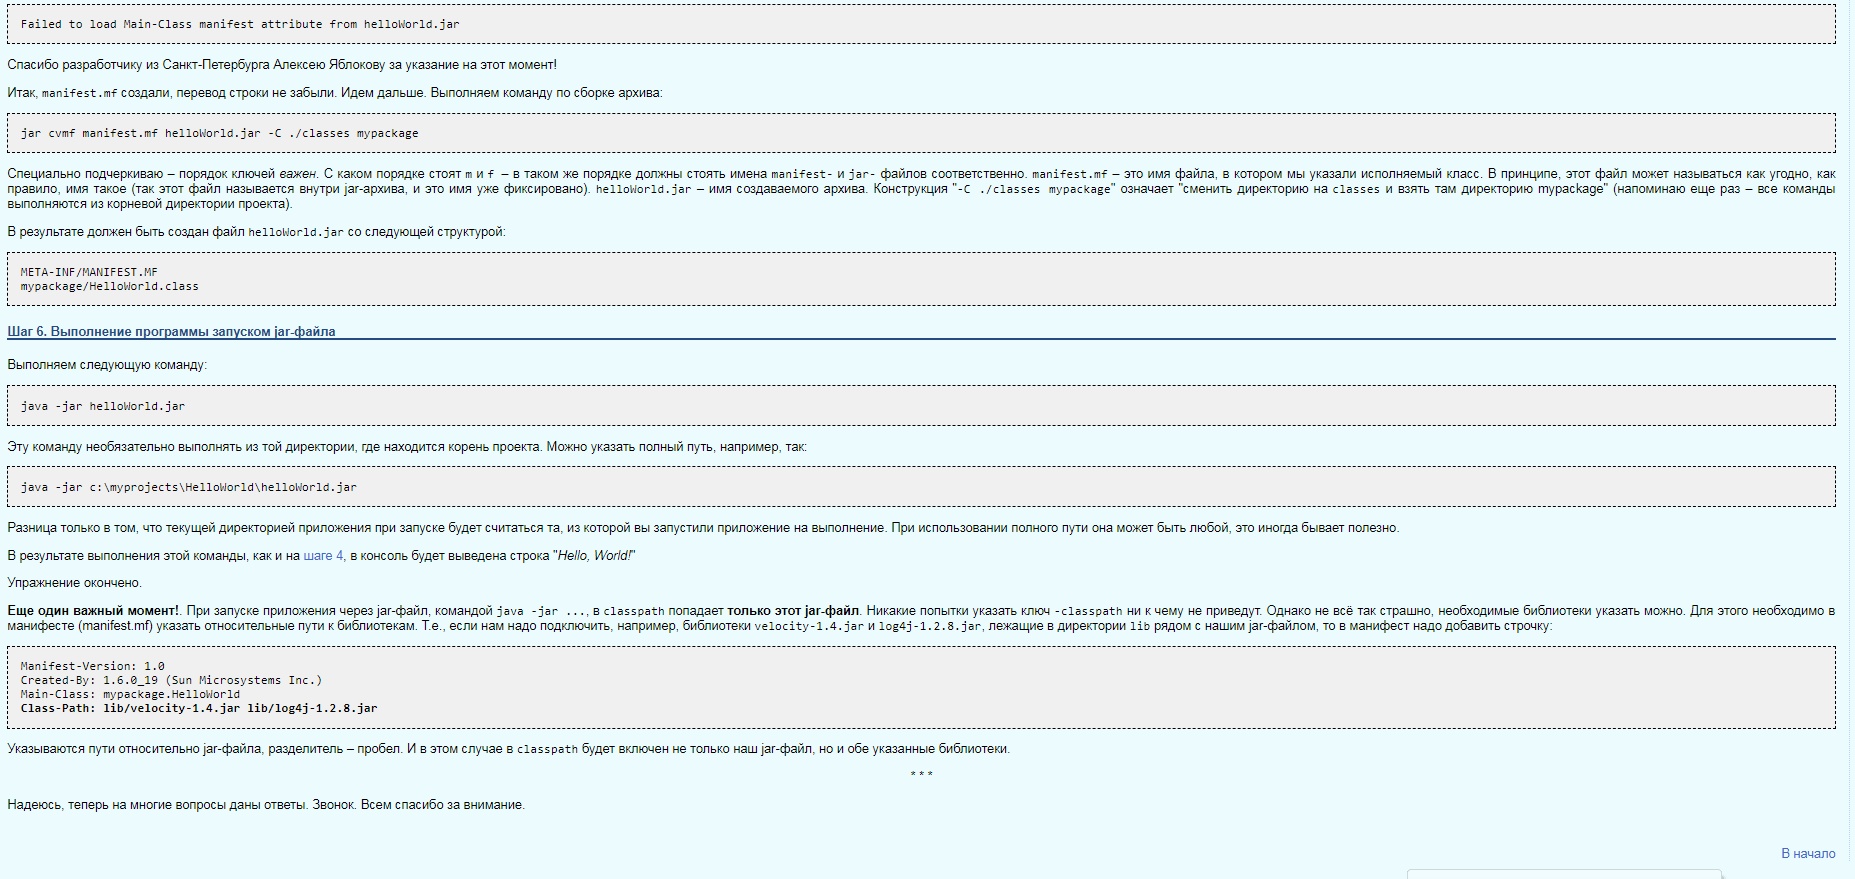 Failed to load Main-Class manifest attribute from helloWorld.jar
Спасибо разработчику из Санкт-Петербурга Алексею Яблокову за указание на этот момент!
Итак, manifest.mf создали, перевод строки не забыли. Идем дальше. Выполняем команду по сборке архива:
jar cvmf manifest.mf helloWorld.jar -C ./classes mypackage
Специально подчеркиваю – порядок ключей важен. С каком порядке стоят m и f – в таком же порядке должны стоять имена manifest- и jar- файлов соответственно. manifest.mf – это имя файла, в котором мы указали исполняемый класс. В принципе, этот файл может называться как угодно, как
правило, имя такое (так этот файл называется внутри jar-архива, и это имя уже фиксировано). helloWorld.jar – имя создаваемого архива. Конструкция "-C ./classes mypackage" означает "сменить директорию на classes и взять там директорию mypackage" (напоминаю еще раз – все команды
выполняются из корневой директории проекта).
В результате должен быть создан файл helloWorld.jar со следующей структурой:
META-INF/MANIFEST.MF
mypackage/HelloWorld.class
Шаг 6. Выполнение программы запуском jar-файла
Выполняем следующую команду:
java -jar helloWorld.jar
Эту команду необязательно выполнять из той директории, где находится корень проекта. Можно указать полный путь, например, так:
java -jar c:\myprojects\HelloWorld\helloWorld.jar
Разница только в том, что текущей директорией приложения при запуске будет считаться та, из которой вы запустили приложение на выполнение. При использовании полного пути она может быть любой, это иногда бывает полезно.
В результате выполнения этой команды, как и на шаге 4, в консоль будет выведена строка "Hello, World!"
Упражнение окончено.
Еще один важный момент!. При запуске приложения через jar-файл, командой java -jar ..., в classpath попадает только этот jar-файл. Никакие попытки указать ключ -classpath ни к чему не приведут. Однако не всё так страшно, необходимые библиотеки указать можно. Для этого необходимо в
манифесте (manifest.mf) указать относительные пути к библиотекам. Т.е., если нам надо подключить, например, библиотеки velocity-1.4.jar и log4j-1.2.8.jar, лежащие в директории lib рядом с нашим jar-файлом, то в манифест надо добавить строчку:
Manifest-Version: 1.0
Created-By: 1.6.0_19 (Sun Microsystems Inc.)
Main-Class: mypackage.HelloWorld
Class-Path: lib/velocity-1.4.jar lib/log4j-1.2.8.jar
Указываются пути относительно jar-файла, разделитель – пробел. И в этом случае в classpath будет включен не только наш jar-файл, но и обе указанные библиотеки.
* * *
Надеюсь, теперь на многие вопросы даны ответы. Звонок. Всем спасибо за внимание.
В начало